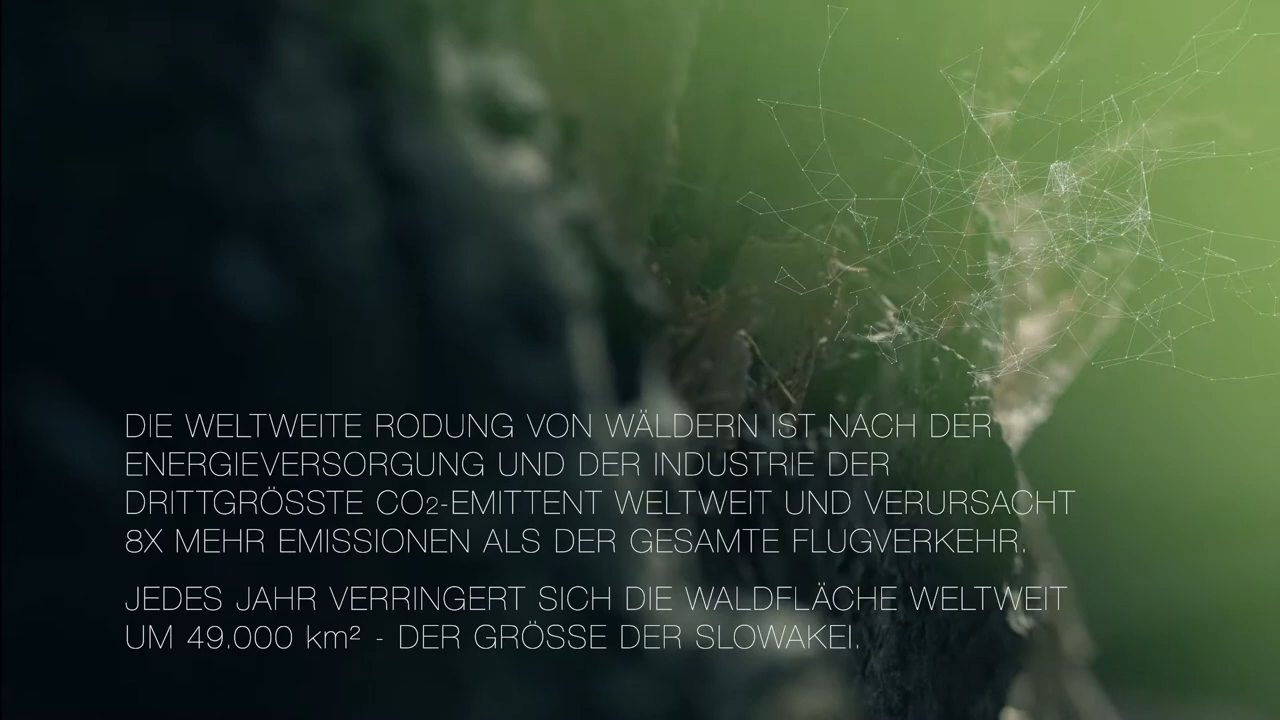 DIE WELTWEITE RODUNG VON WÄLDERN IST NACH DER
ENERGIEVERSORGUNG UND DER INDUSTRIE DER
DRITTGRÖSSTE CO2-EMITTENT WELTWEIT UND VERURSACHT
8X MEHR EMISSIONEN ALS DER GESAMTE FLUGVERKEHR.
JEDES JAHR VERRINGERT SICH DIE WALDFLÄCHE WELTWEIT
UM 49.000 km² - DER GRÖSSE DER SLOWAKEI.